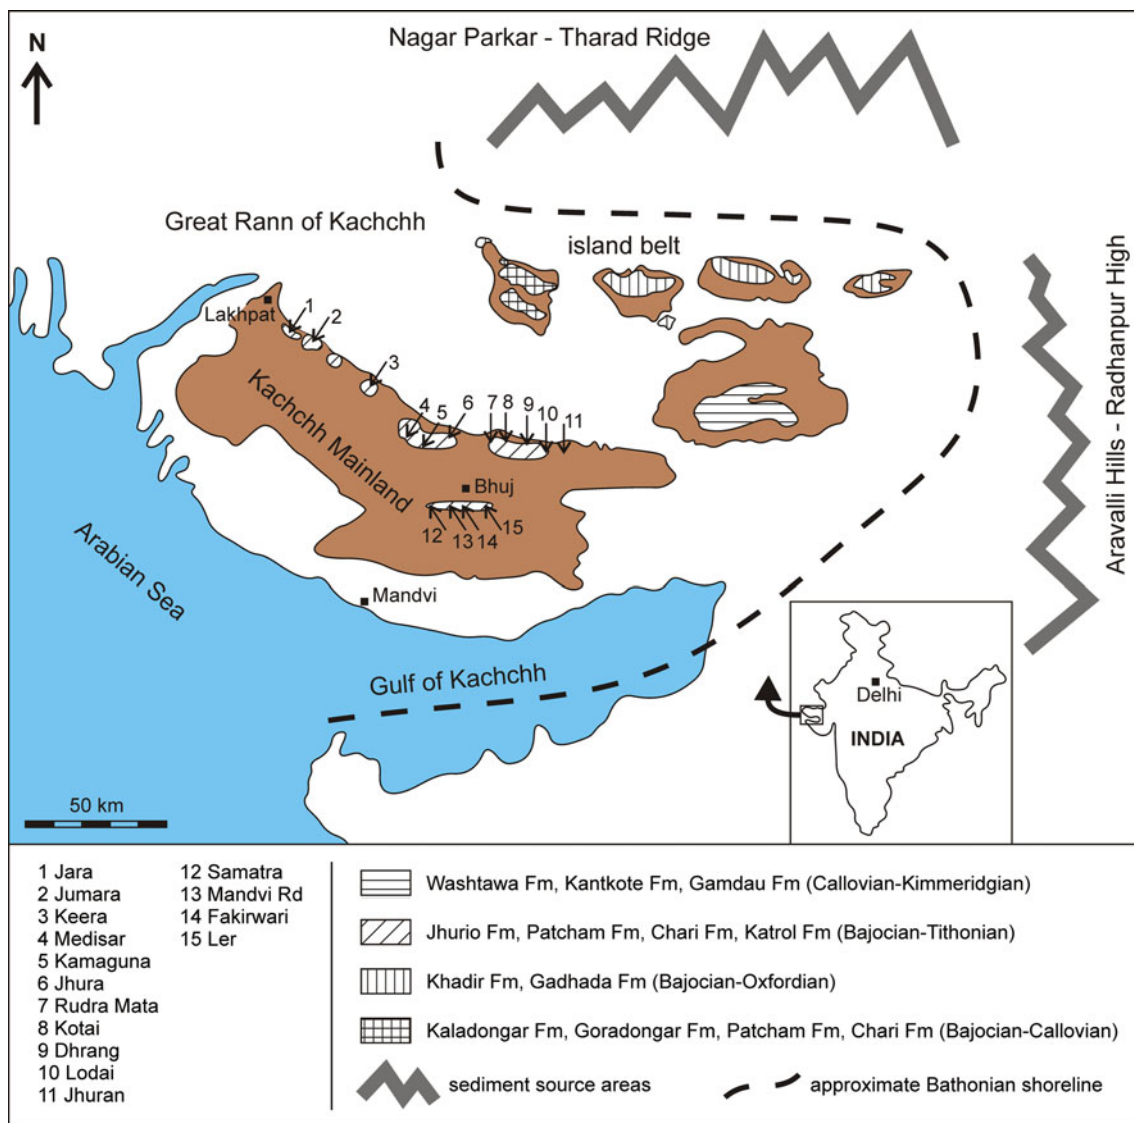 Nagar Parkar - Tharad Ridge
N
Great Rann of Kachchh
island belt
Lakhpat
1
2
3
4
5
6
7
8
9
10
11
Kachchh Mainland
Bhuj
12
13
14
15
Aravalli Hills - Radhanpur High
Arabian Sea
Mandvi
Gulf of Kachchh
Delhi
INDIA
50 km
1 Jara
2 Jumara
3 Keera
4 Medisar
5 Kamaguna
6 Jhura
7 Rudra Mata
8 Kotai
9 Dhrang
10 Lodai
11 Jhuran
12 Samatra
13 Mandvi Rd
14 Fakirwari
15 Ler
Washtawa Fm, Kantkote Fm, Gamdau Fm (Callovian-Kimmeridgian)
Jhurio Fm, Patcham Fm, Chari Fm, Katrol Fm (Bajocian-Tithonian)
Khadir Fm, Gadhada Fm (Bajocian-Oxfordian)
Kaladongar Fm, Goradongar Fm, Patcham Fm, Chari Fm (Bajocian-Callovian)
sediment source areas
approximate Bathonian shoreline